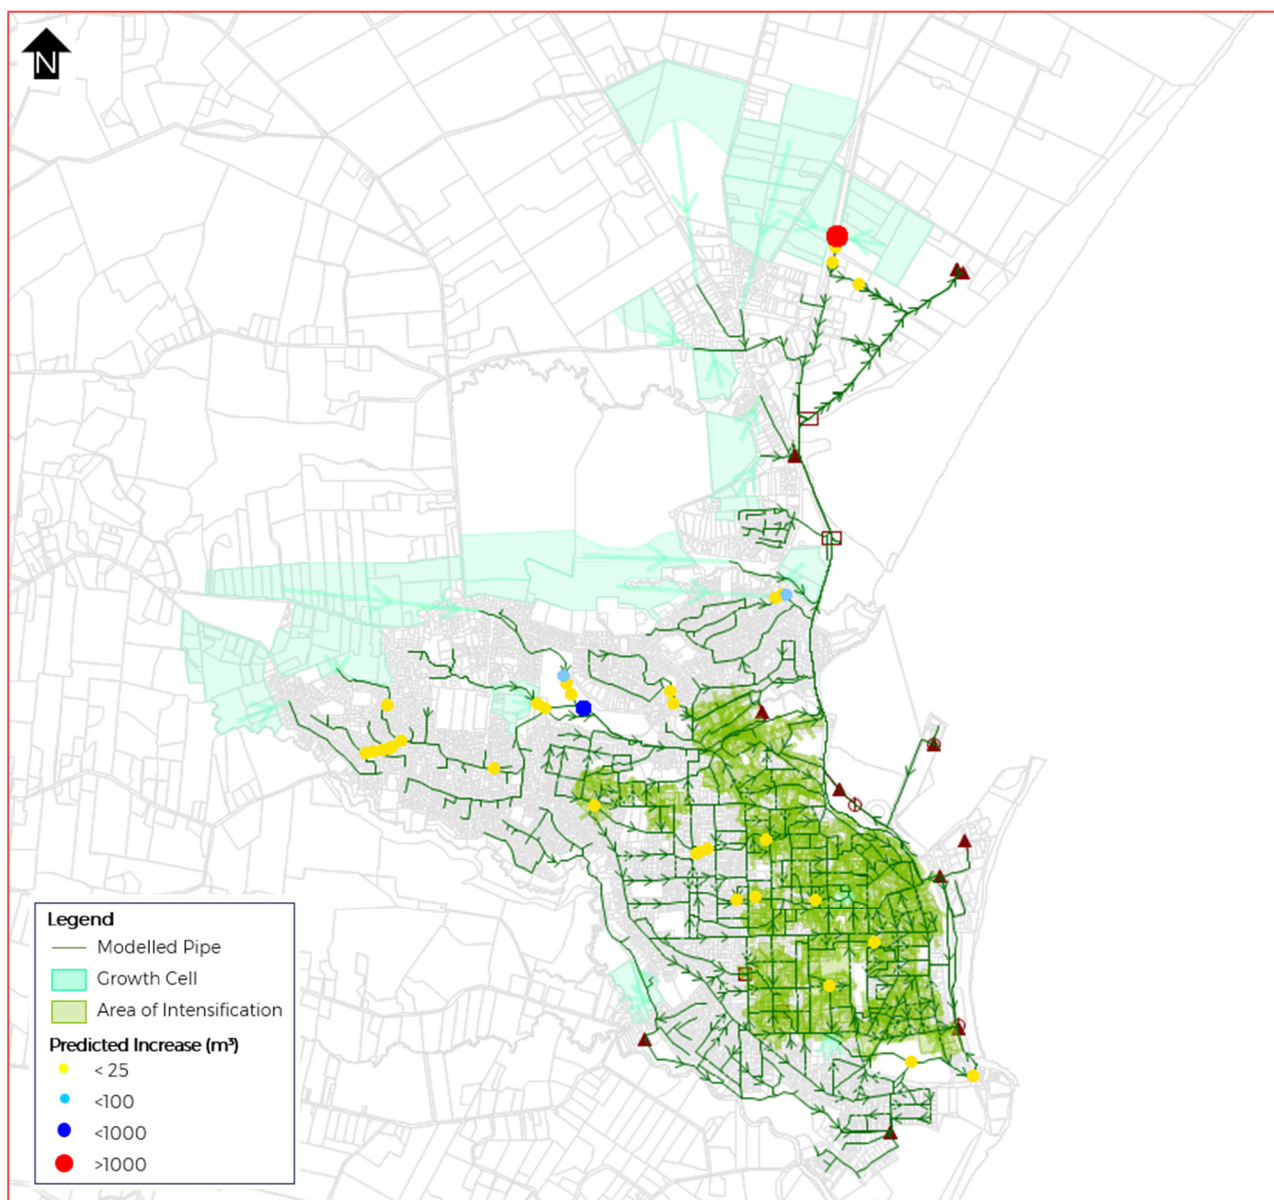 N
Legend
Modelled Pipe
Growth Cell
Area of Intensification
Predicted Increase (m³)
< 25
<100
<1000
>1000